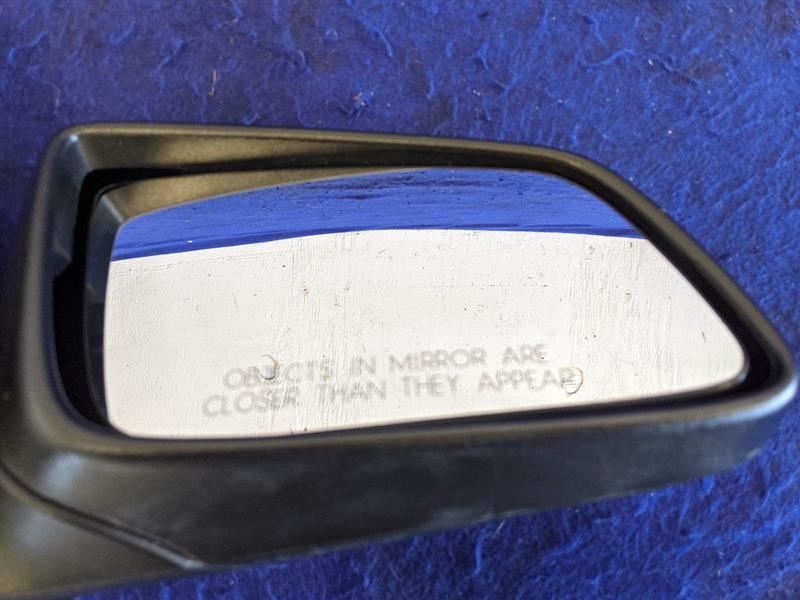 OBJECTS IN MIRROR ARE
CLOSER THAN THEY APPEAR